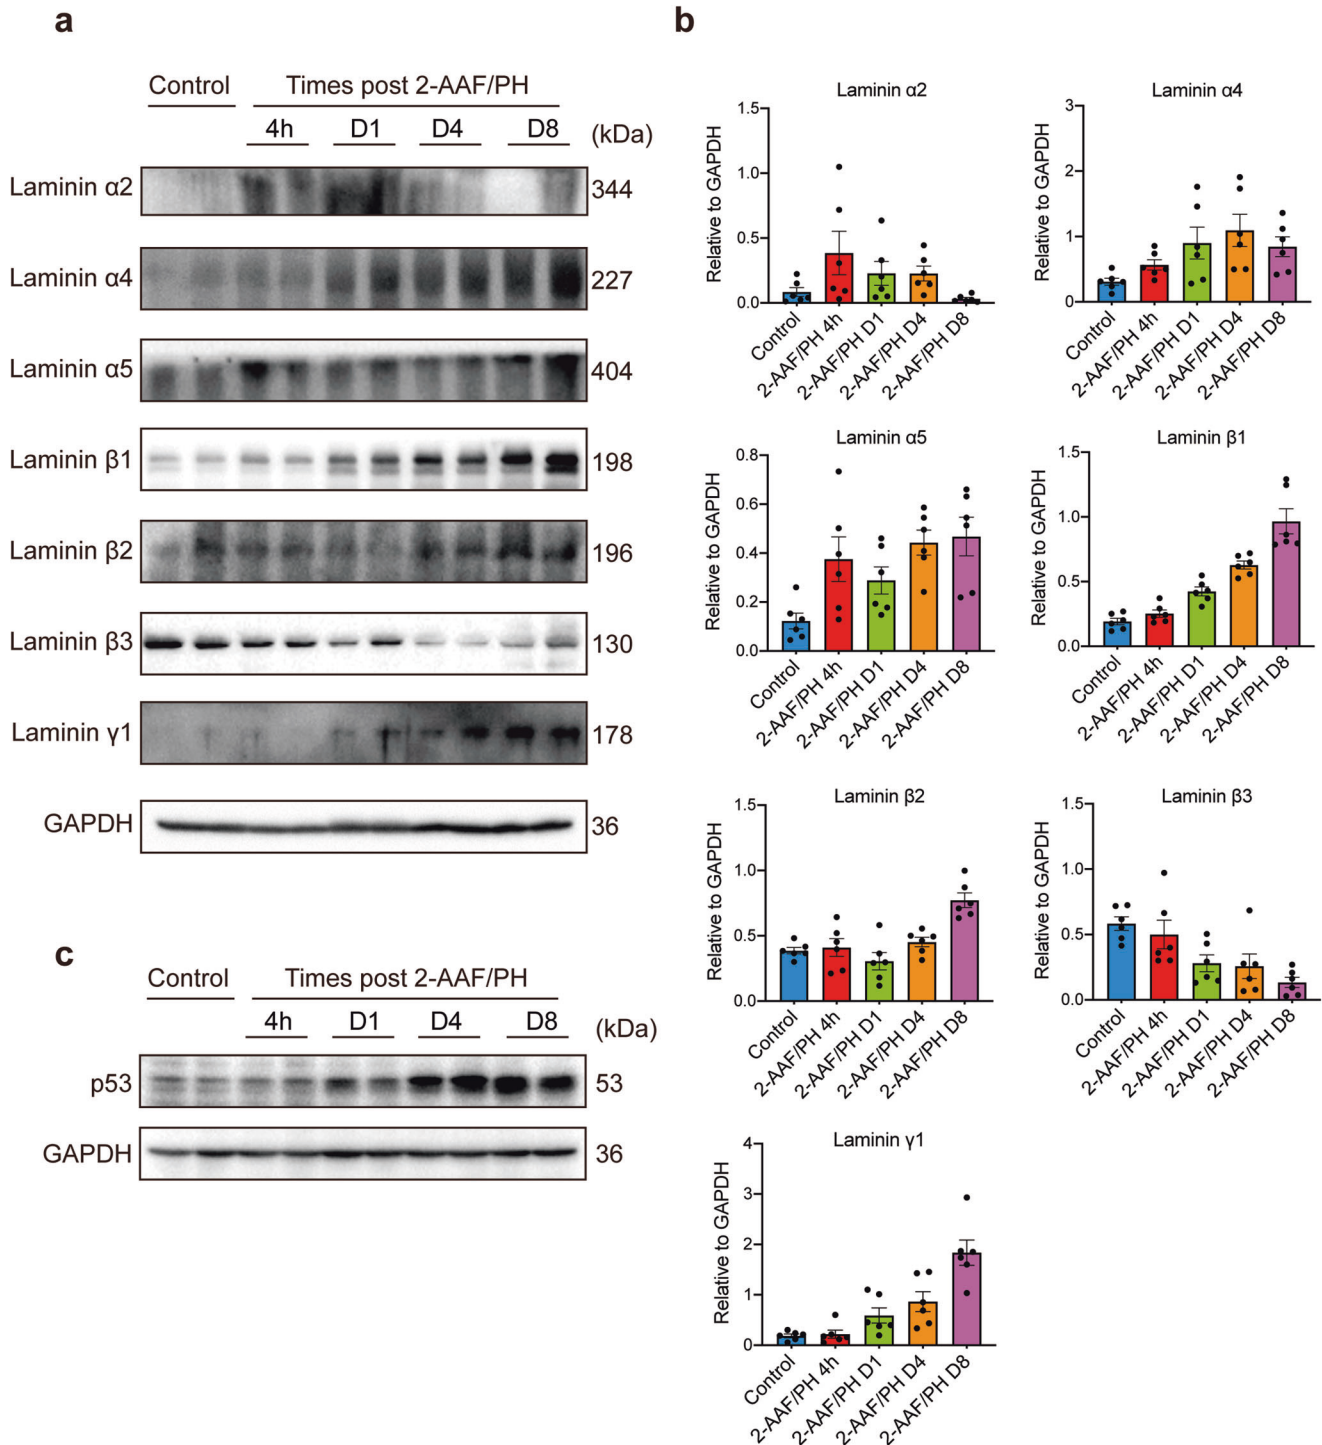 a
Control Times post 2-AAF/PH
4h D1 D4 D8 (kDa)
Laminin α2 344
Laminin α4 227
Laminin α5 404
Laminin β1 198
Laminin β2 196
Laminin β3 130
Laminin γ1 178
GAPDH 36
b
Laminin α2
Relative to GAPDH
1.5
1.0
0.5
0.0
Control
2-AAF/PH 4h
2-AAF/PH D1
2-AAF/PH D4
2-AAF/PH D8
Laminin α4
Relative to GAPDH
3
2
1
0
Control
2-AAF/PH 4h
2-AAF/PH D1
2-AAF/PH D4
2-AAF/PH D8
Laminin α5
Relative to GAPDH
0.8
0.6
0.4
0.2
0.0
Control
2-AAF/PH 4h
2-AAF/PH D1
2-AAF/PH D4
2-AAF/PH D8
Laminin β1
Relative to GAPDH
1.5
1.0
0.5
0.0
Control
2-AAF/PH 4h
2-AAF/PH D1
2-AAF/PH D4
2-AAF/PH D8
Laminin β2
Relative to GAPDH
1.5
1.0
0.5
0.0
Control
2-AAF/PH 4h
2-AAF/PH D1
2-AAF/PH D4
2-AAF/PH D8
Laminin β3
Relative to GAPDH
1.5
1.0
0.5
0.0
Control
2-AAF/PH 4h
2-AAF/PH D1
2-AAF/PH D4
2-AAF/PH D8
Laminin γ1
Relative to GAPDH
4
3
2
1
0
Control
2-AAF/PH 4h
2-AAF/PH D1
2-AAF/PH D4
2-AAF/PH D8
c
Control Times post 2-AAF/PH
4h D1 D4 D8 (kDa)
p53 53
GAPDH 36